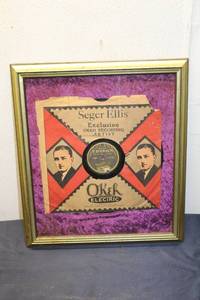 Seger Ellis
Exclusive
OKEH RECORDING
ARTIST
OKeh
ELECTRIC